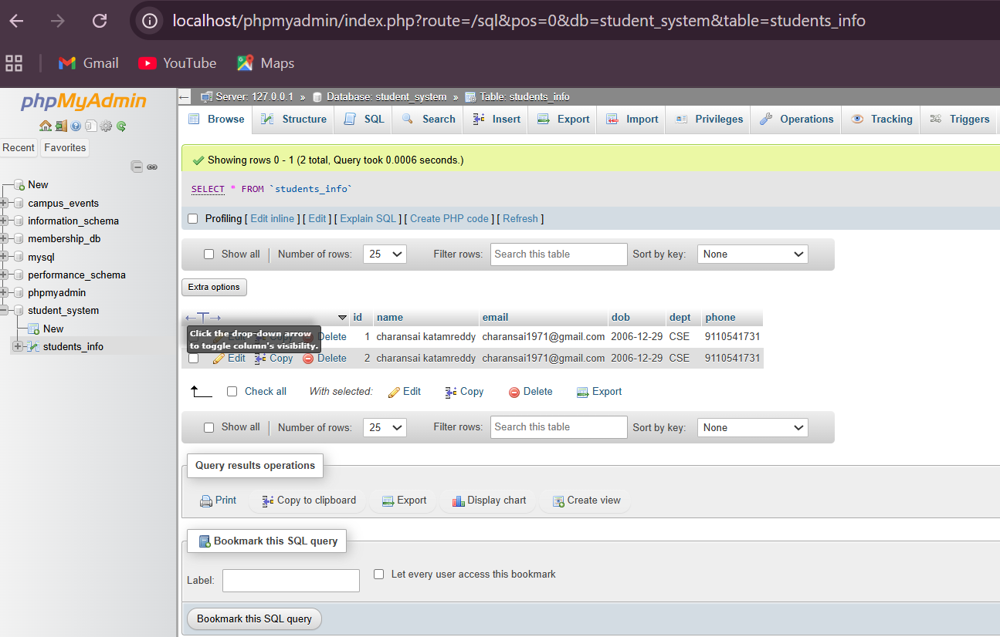 localhost/phpmyadmin/index.php?route=/sql&pos=0&db=student_system&table=students_info
Gmail YouTube Maps
phpMyAdmin
Recent Favorites
New
campus_events
information_schema
membership_db
mysql
performance_schema
phpmyadmin
student_system
New
students_info
Server: 127.0.0.1 » Database: student_system » Table: students_info
Browse Structure SQL Search Insert Export Import Privileges Operations Tracking Triggers
Showing rows 0 - 1 (2 total, Query took 0.0006 seconds.)
SELECT * FROM `students_info`
Profiling [ Edit inline ] [ Edit ] [ Explain SQL ] [ Create PHP code ] [ Refresh ]
Show all Number of rows: 25 Filter rows: Search this table Sort by key: None
Extra options
id name email dob dept phone
Click the drop-down arrow
to toggle column's visibility.
Edit Copy Delete 1 charansai katamreddy charansai1971@gmail.com 2006-12-29 CSE 9110541731
Edit Copy Delete 2 charansai katamreddy charansai1971@gmail.com 2006-12-29 CSE 9110541731
Check all With selected: Edit Copy Delete Export
Show all Number of rows: 25 Filter rows: Search this table Sort by key: None
Query results operations
Print Copy to clipboard Export Display chart Create view
Bookmark this SQL query
Label: Let every user access this bookmark
Bookmark this SQL query